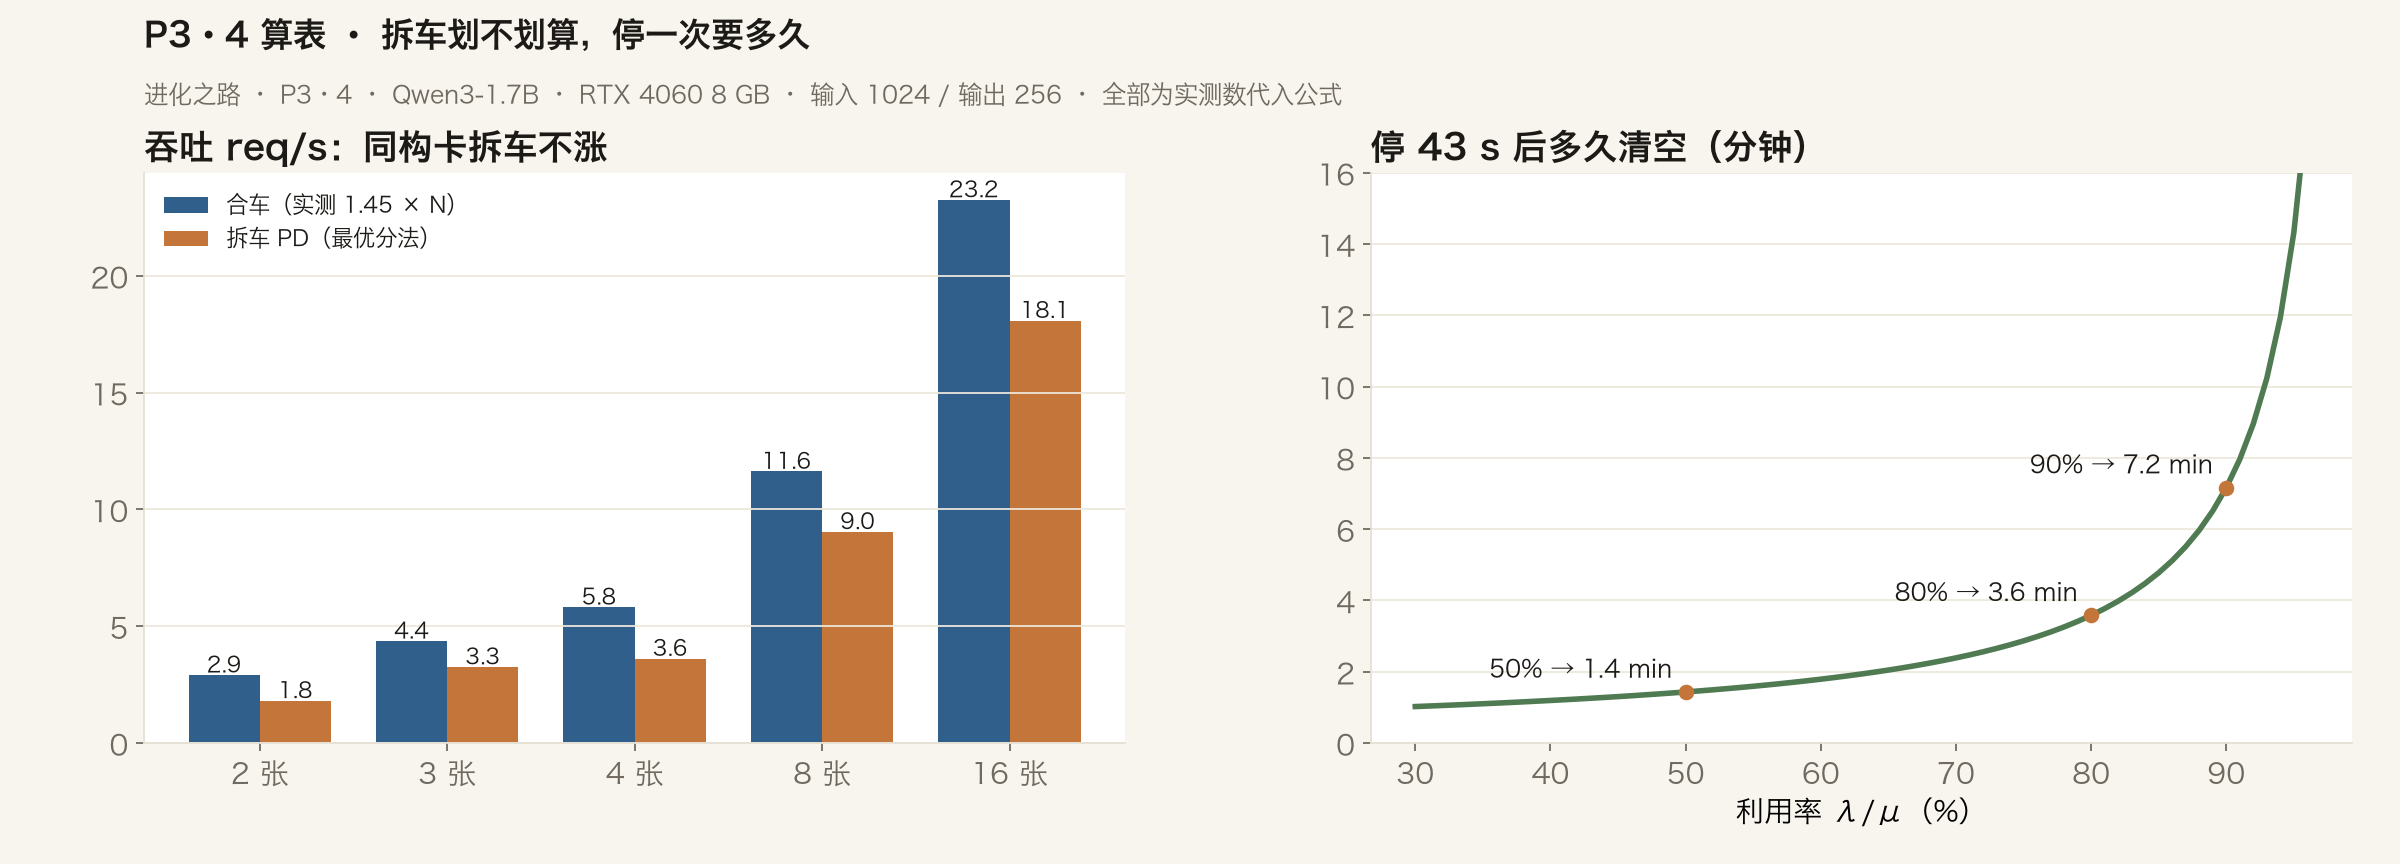 P3・4 算表 · 拆车划不划算，停一次要多久
进化之路 · P3・4 · Qwen3-1.7B · RTX 4060 8 GB · 输入 1024 / 输出 256 · 全部为实测数代入公式
吞吐 req/s：同构卡拆车不涨
合车（实测 1.45 × N）
拆车 PD（最优分法）
20
15
10
5
0
2.9
1.8
4.4
3.3
5.8
3.6
11.6
9.0
23.2
18.1
2 张
3 张
4 张
8 张
16 张
停 43 s 后多久清空（分钟）
16
14
12
10
8
6
4
2
0
90% → 7.2 min
80% → 3.6 min
50% → 1.4 min
30
40
50
60
70
80
90
利用率 λ/μ（%）